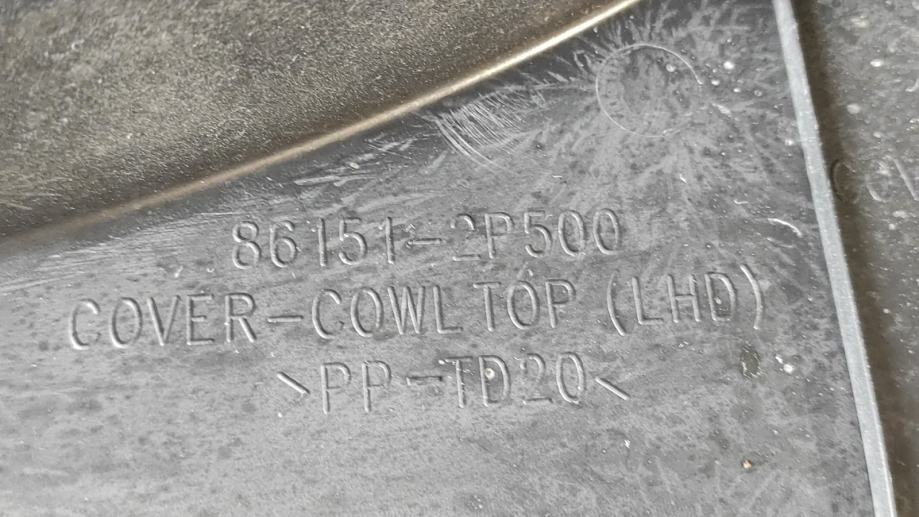 86151-2P500
COVER-COWL TOP (LHD)
>PP-TD20<